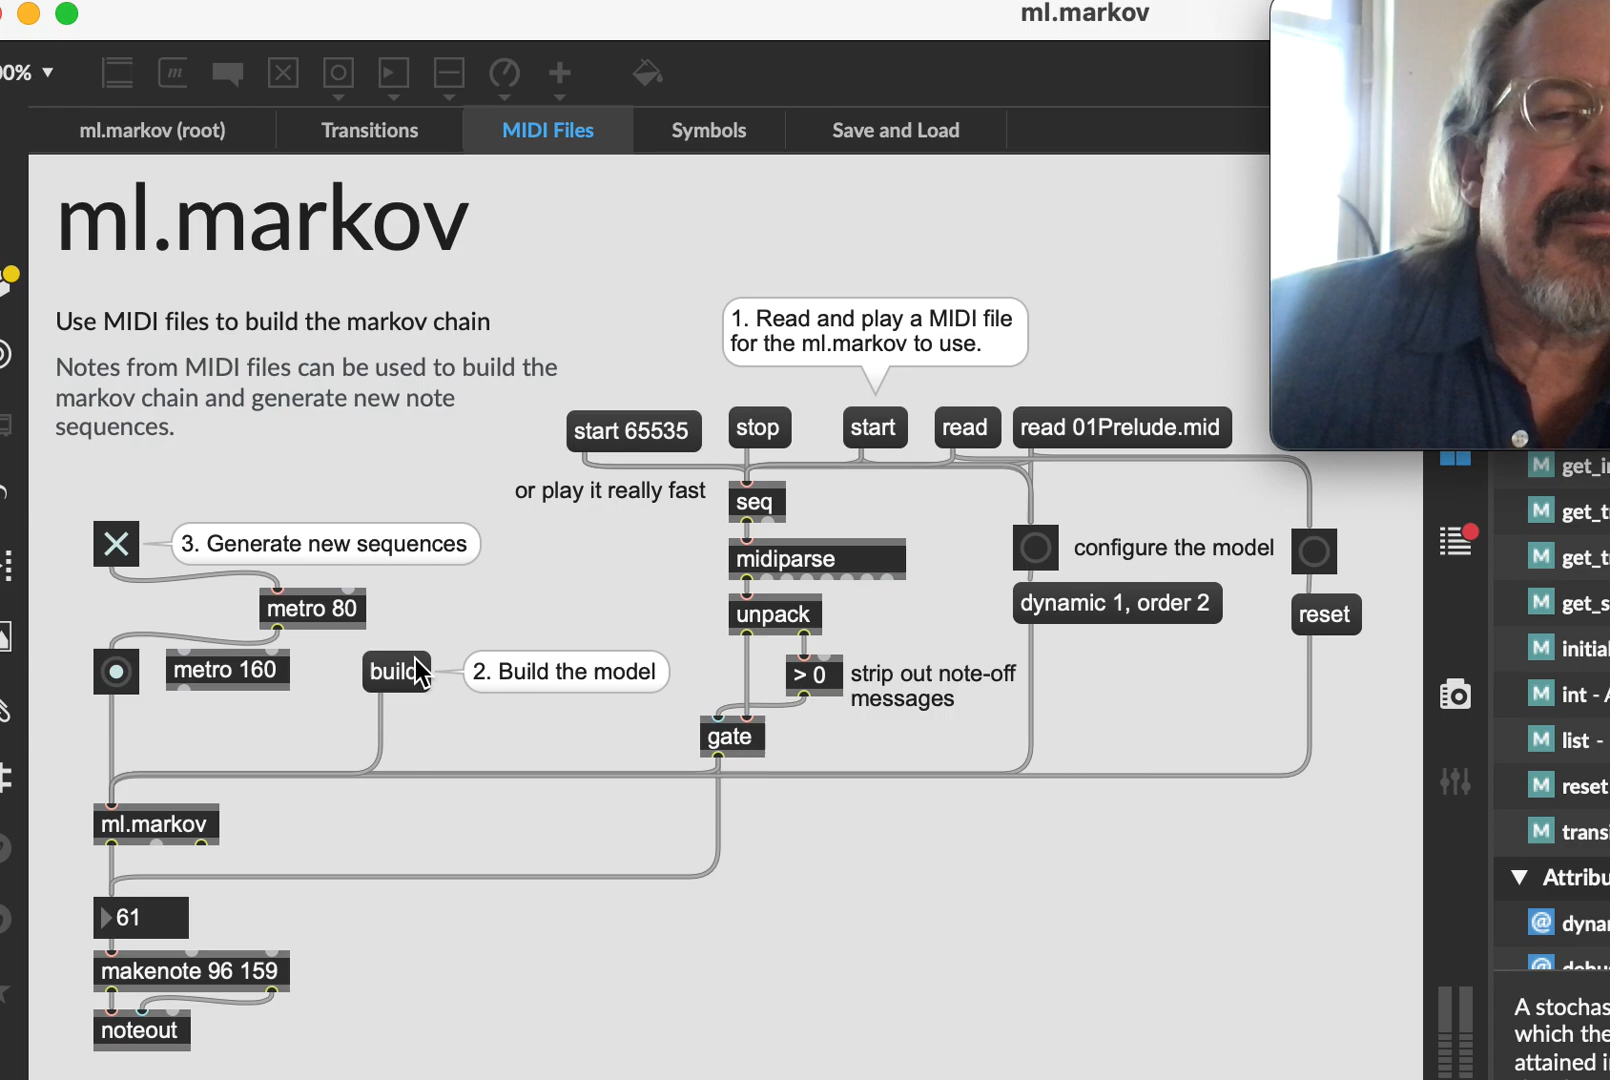 ml.markov
00%
ml.markov (root)
Transitions
MIDI Files
Symbols
Save and Load
ml.markov
Use MIDI files to build the markov chain
Notes from MIDI files can be used to build the
markov chain and generate new note
sequences.
1. Read and play a MIDI file
for the ml.markov to use.
start 65535
stop
start
read
read 01Prelude.mid
or play it really fast
seq
midiparse
unpack
> 0
strip out note-off
messages
gate
configure the model
dynamic 1, order 2
reset
3. Generate new sequences
metro 80
metro 160
build
2. Build the model
ml.markov
61
makenote 96 159
noteout
M get_i
M get_t
M get_t
M get_s
M initial
M int -
M list -
M reset
M transi
Attribu
@ dyna
@
A stochas
which the
attained i